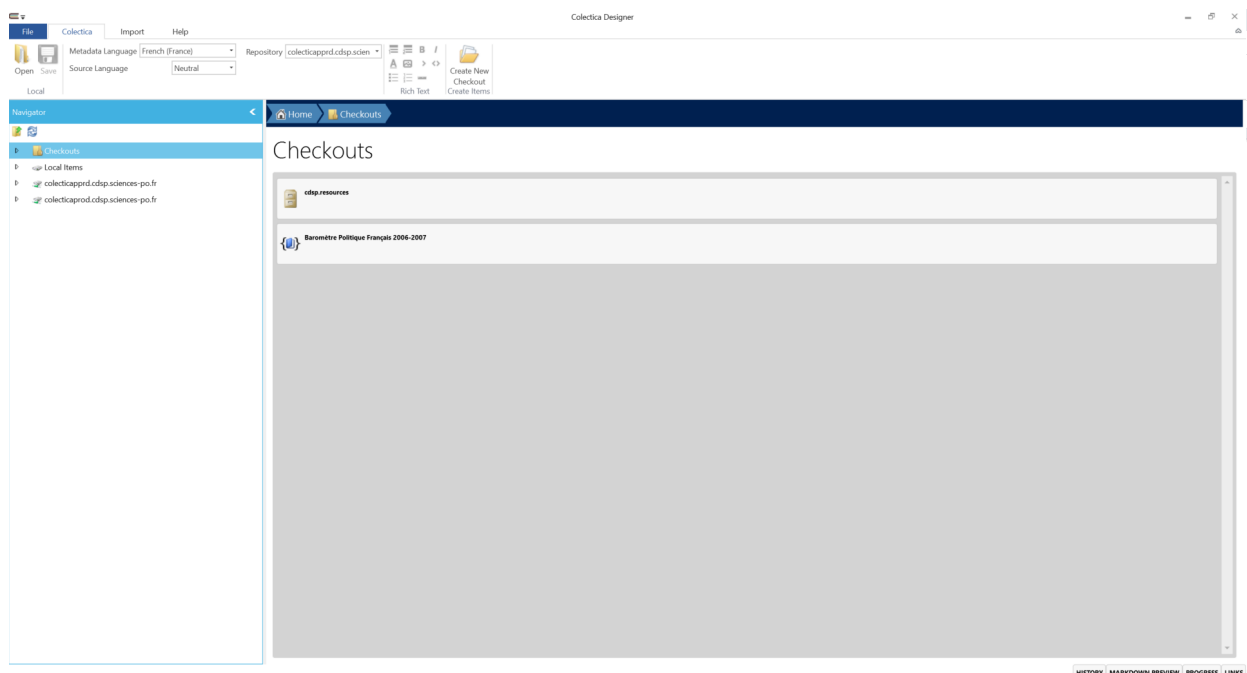 Colectica Designer
File Colectica Import Help
Metadata Language French (France) Repository colecticapprd.cdsp.scien B I
Open Save Source Language Neutral A Create New
Checkout
Local Rich Text Create Items
Navigator Home Checkouts
Checkouts
Checkouts
Local Items
colecticapprd.cdsp.sciences-po.fr
colecticaprod.cdsp.sciences-po.fr
cdsp.resources
Baromètre Politique Français 2006-2007
HISTORY MARKDOWN PREVIEW PROGRESS LINKS